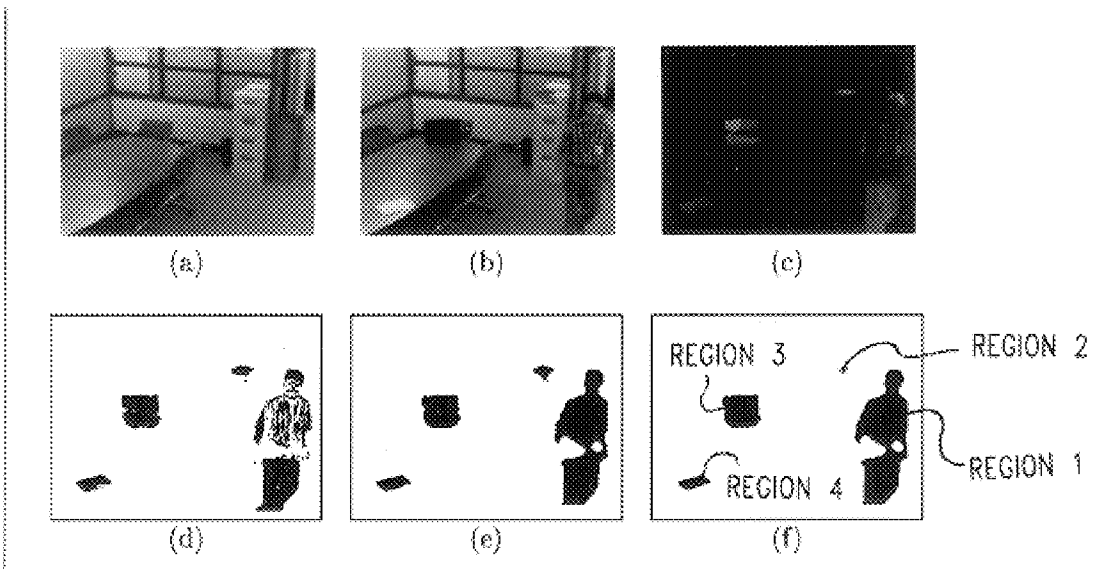 (a)
(b)
(c)
REGION 3
REGION 2
REGION 1
REGION 4
(d)
(e)
(f)